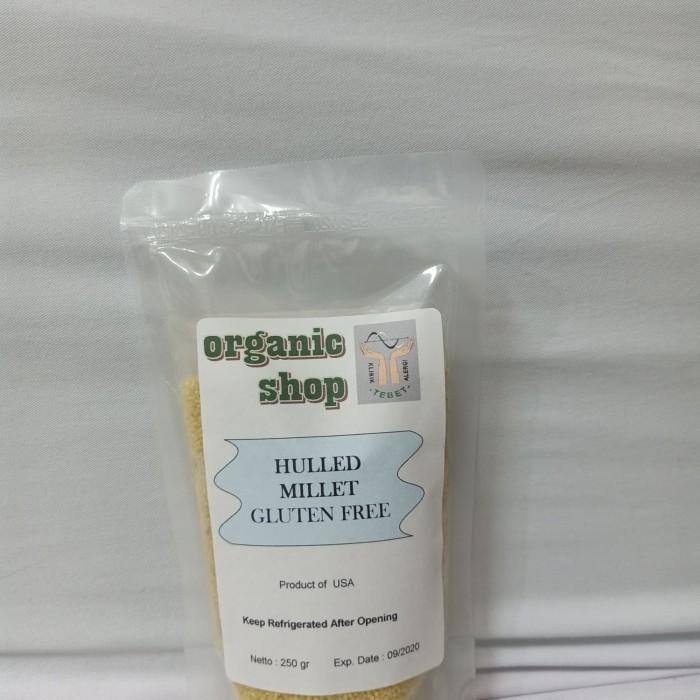 organic
shop
KLINIK
ALERGI
-TEBET-
HULLED
MILLET
GLUTEN FREE
Product of USA
Keep Refrigerated After Opening
Netto : 250 gr Exp. Date : 09/2020